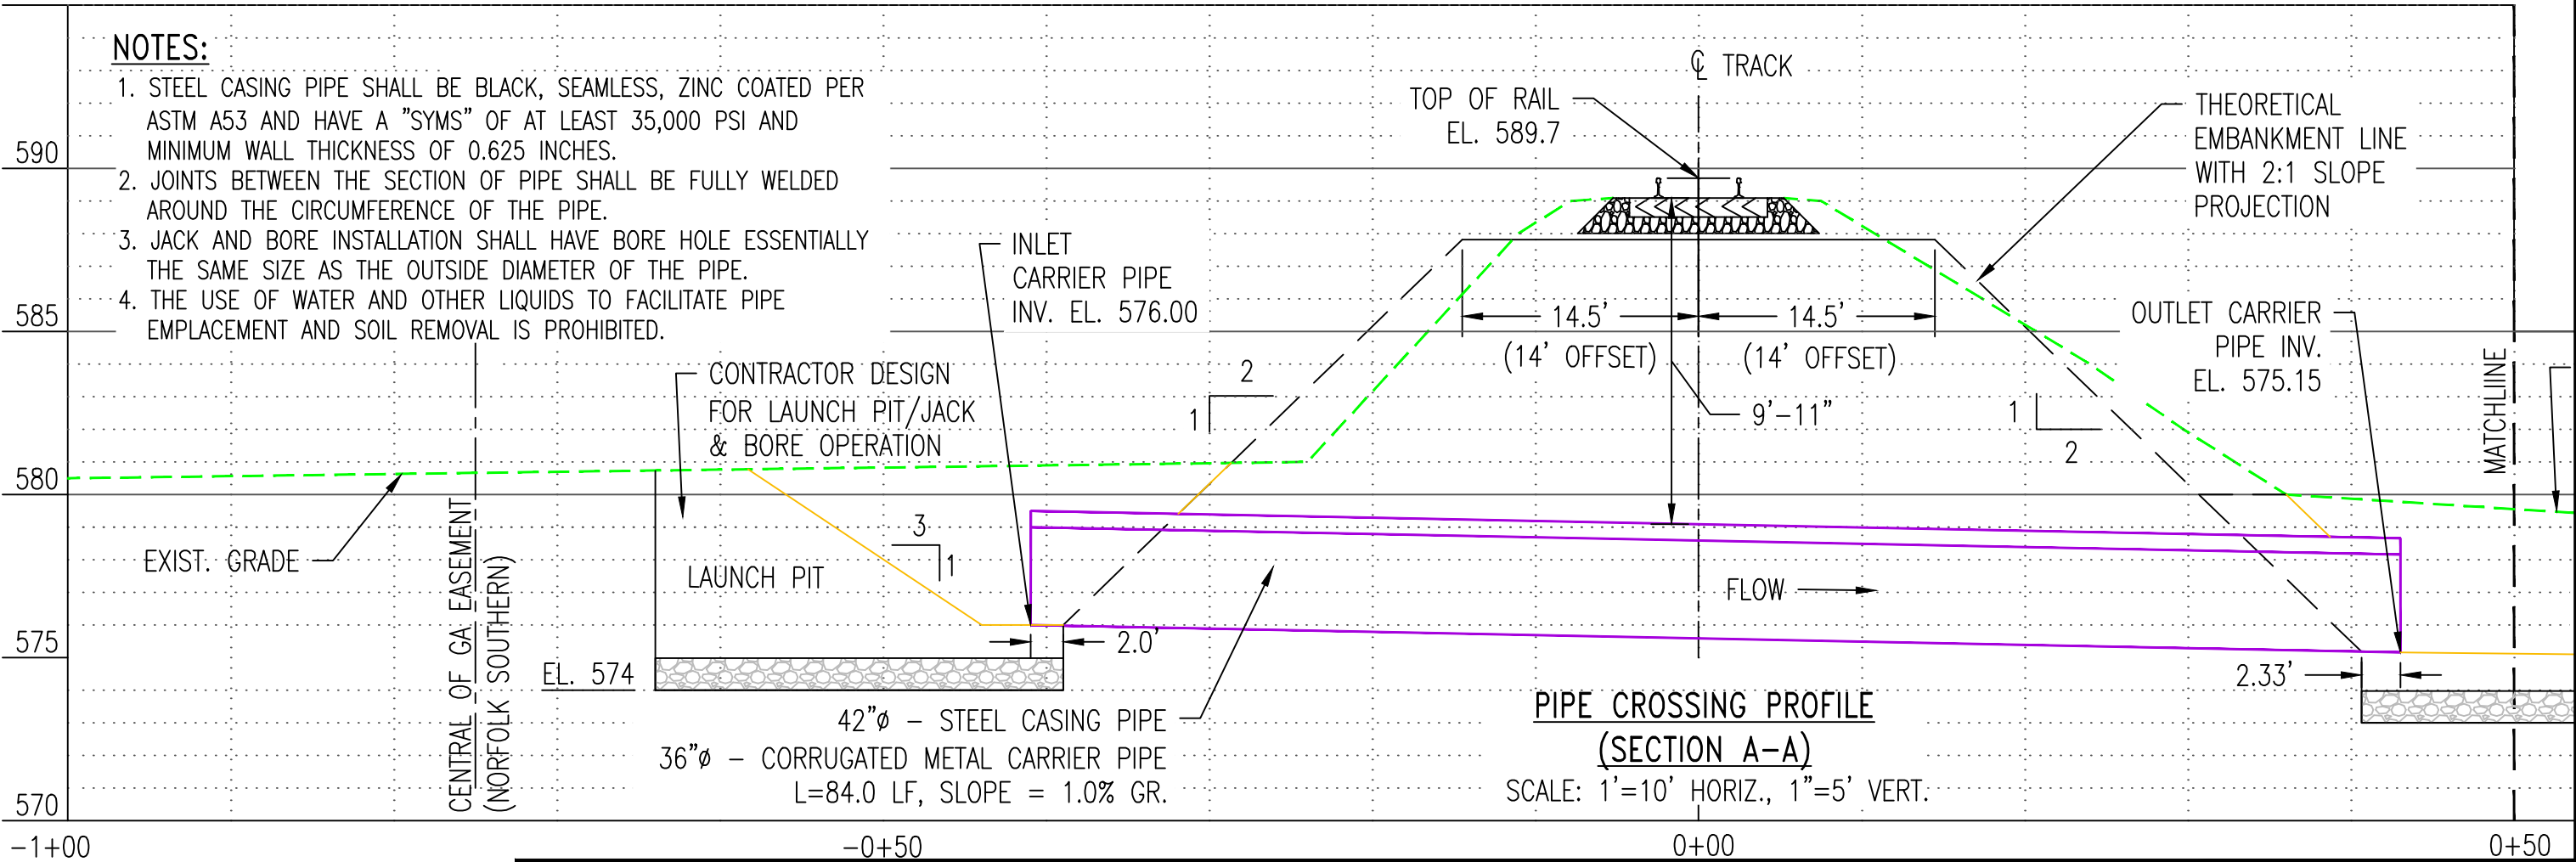 NOTES:
1. STEEL CASING PIPE SHALL BE BLACK, SEAMLESS, ZINC COATED PER
ASTM A53 AND HAVE A "SYMS" OF AT LEAST 35,000 PSI AND
MINIMUM WALL THICKNESS OF 0.625 INCHES.
2. JOINTS BETWEEN THE SECTION OF PIPE SHALL BE FULLY WELDED
AROUND THE CIRCUMFERENCE OF THE PIPE.
3. JACK AND BORE INSTALLATION SHALL HAVE BORE HOLE ESSENTIALLY
THE SAME SIZE AS THE OUTSIDE DIAMETER OF THE PIPE.
4. THE USE OF WATER AND OTHER LIQUIDS TO FACILITATE PIPE
EMPLACEMENT AND SOIL REMOVAL IS PROHIBITED.
590
585
580
575
570
℄ TRACK
TOP OF RAIL
EL. 589.7
THEORETICAL
EMBANKMENT LINE
WITH 2:1 SLOPE
PROJECTION
INLET
CARRIER PIPE
INV. EL. 576.00
14.5'
14.5'
(14' OFFSET)
(14' OFFSET)
OUTLET CARRIER
PIPE INV.
EL. 575.15
MATCHLIINE
CONTRACTOR DESIGN
FOR LAUNCH PIT/JACK
& BORE OPERATION
2
1
9'-11"
1
2
EXIST. GRADE
CENTRAL OF GA EASEMENT
(NORFOLK SOUTHERN)
LAUNCH PIT
3
1
FLOW
2.0'
2.33'
EL. 574
42"ø - STEEL CASING PIPE
36"ø - CORRUGATED METAL CARRIER PIPE
L=84.0 LF, SLOPE = 1.0% GR.
PIPE CROSSING PROFILE
(SECTION A-A)
SCALE: 1'=10' HORIZ., 1"=5' VERT.
-1+00
-0+50
0+00
0+50